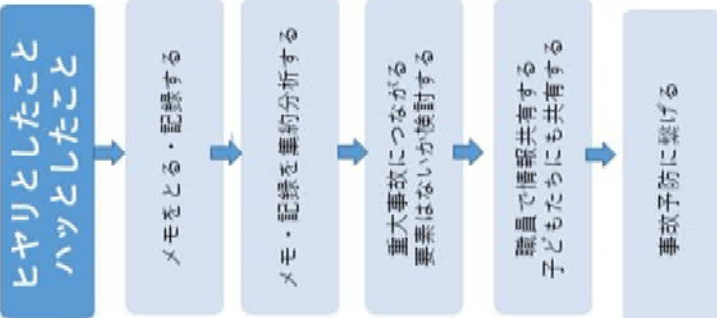 ヒヤリとしたこと
ハッとしたこと
メモをとる・記録する
メモ・記録を集約分析する
重大事故につながる
要素はないか検討する
職員で情報共有する
子どもたちにも共有する
事故予防に繋げる